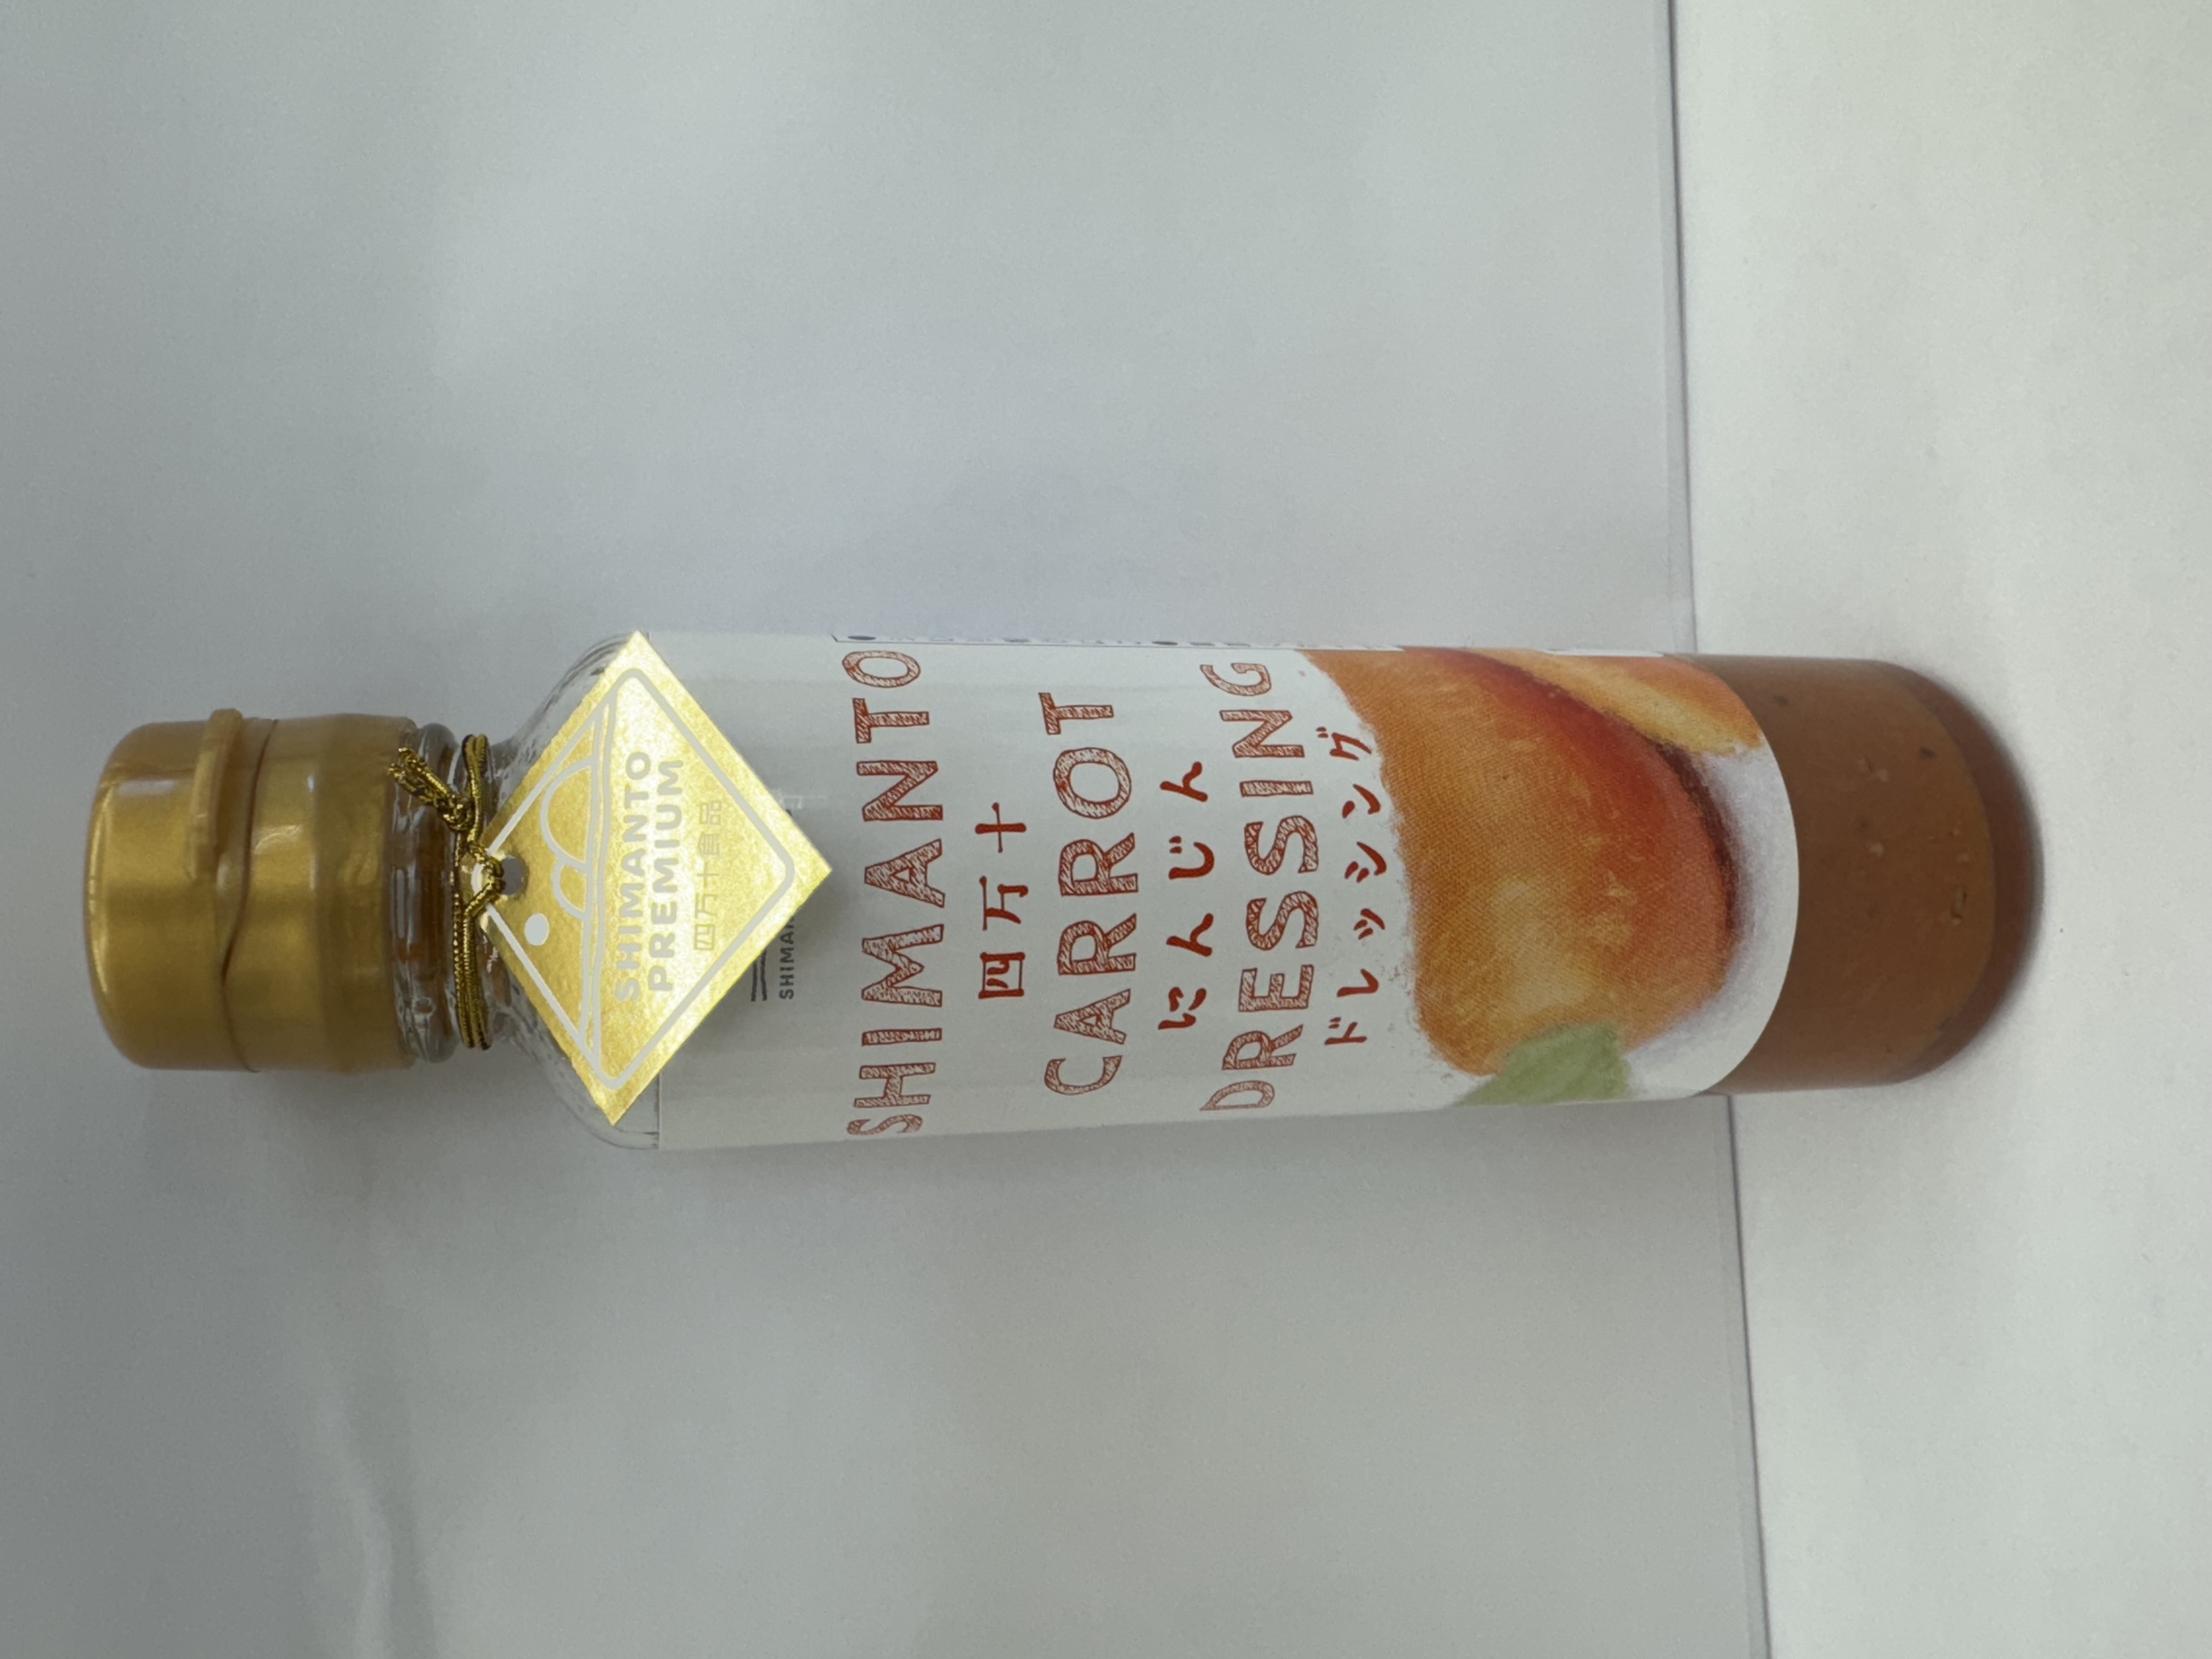 SHIMANTO
PREMIUM
四万十食品
SHIMANTO
四万十
CARROT
にんじん
DRESSING
ドレッシング